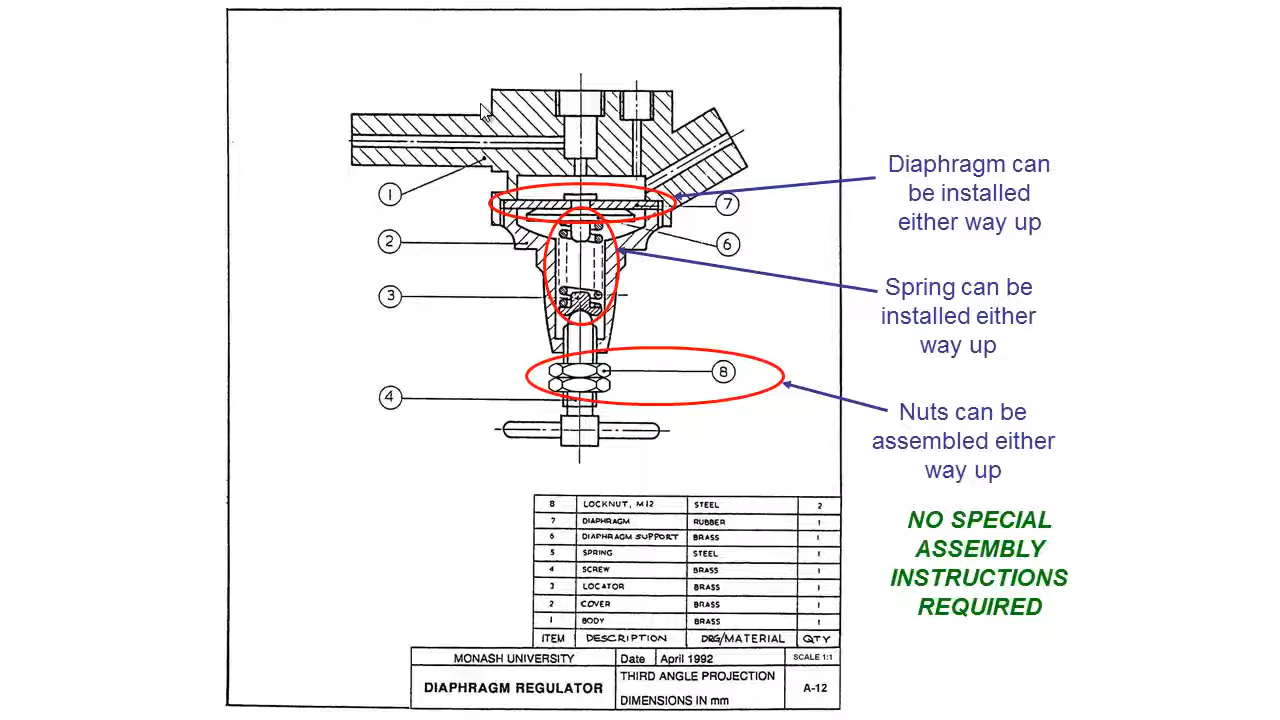 1
2
3
4
7
6
8
Diaphragm can
be installed
either way up
Spring can be
installed either
way up
Nuts can be
assembled either
way up
NO SPECIAL
ASSEMBLY
INSTRUCTIONS
REQUIRED
8 LOCKNUT, M12 STEEL 2
7 DIAPHRAGM RUBBER 1
6 DIAPHRAGM SUPPORT BRASS 1
5 SPRING STEEL 1
4 SCREW BRASS 1
3 LOCATOR BRASS 1
2 COVER BRASS 1
1 BODY BRASS 1
ITEM DESCRIPTION DRG/MATERIAL QTY
MONASH UNIVERSITY Date April 1992 SCALE 1:1
DIAPHRAGM REGULATOR THIRD ANGLE PROJECTION A-12
DIMENSIONS IN mm